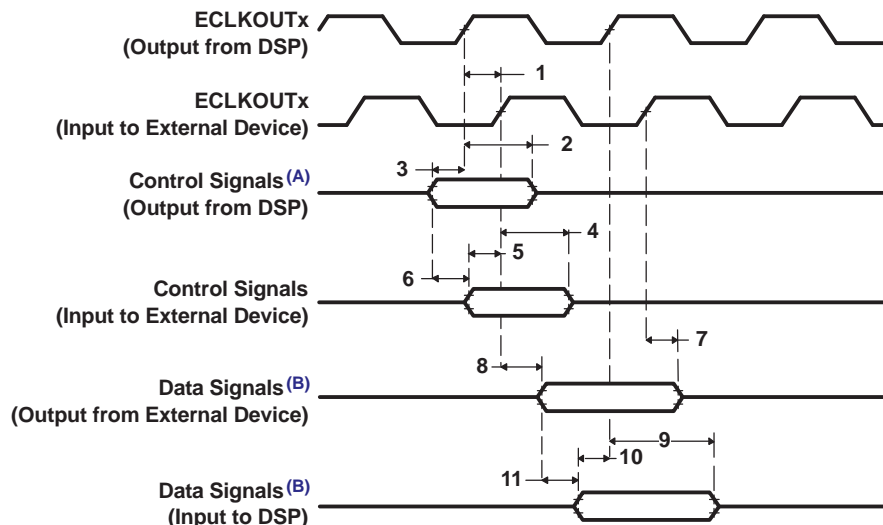 ECLKOUTx
(Output from DSP)
1
ECLKOUTx
(Input to External Device)
2
3
Control Signals (A)
(Output from DSP)
4
5
6
Control Signals
(Input to External Device)
7
8
Data Signals (B)
(Output from External Device)
9
10
11
Data Signals (B)
(Input to DSP)